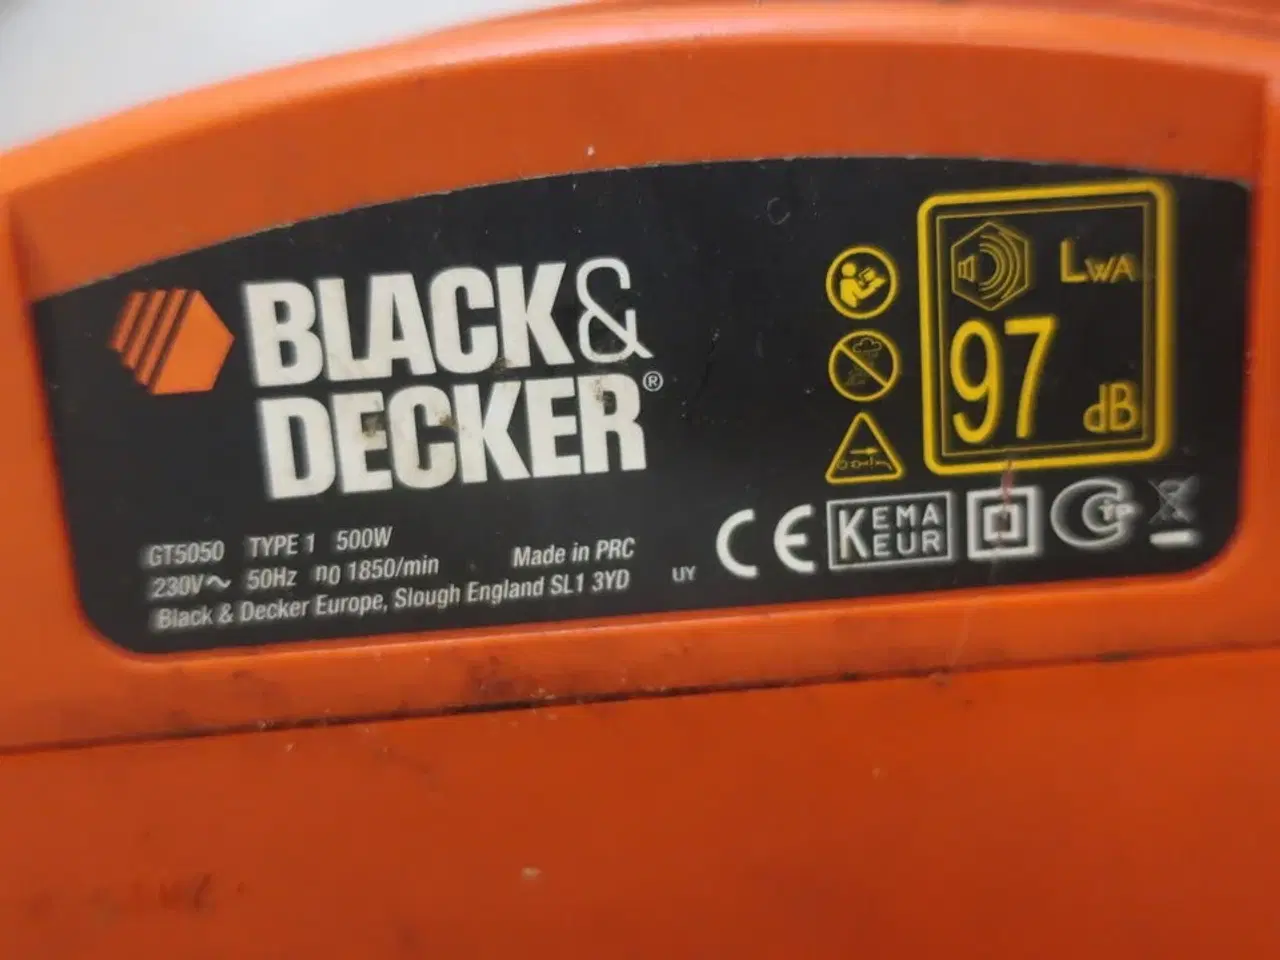 BLACK&
DECKER®
GT5050 TYPE 1 500W
230V~ 50Hz n0 1850/min
Made in PRC
Black & Decker Europe, Slough England SL1 3YD
UY
LWA
97
dB
CE
KEMA
KEUR